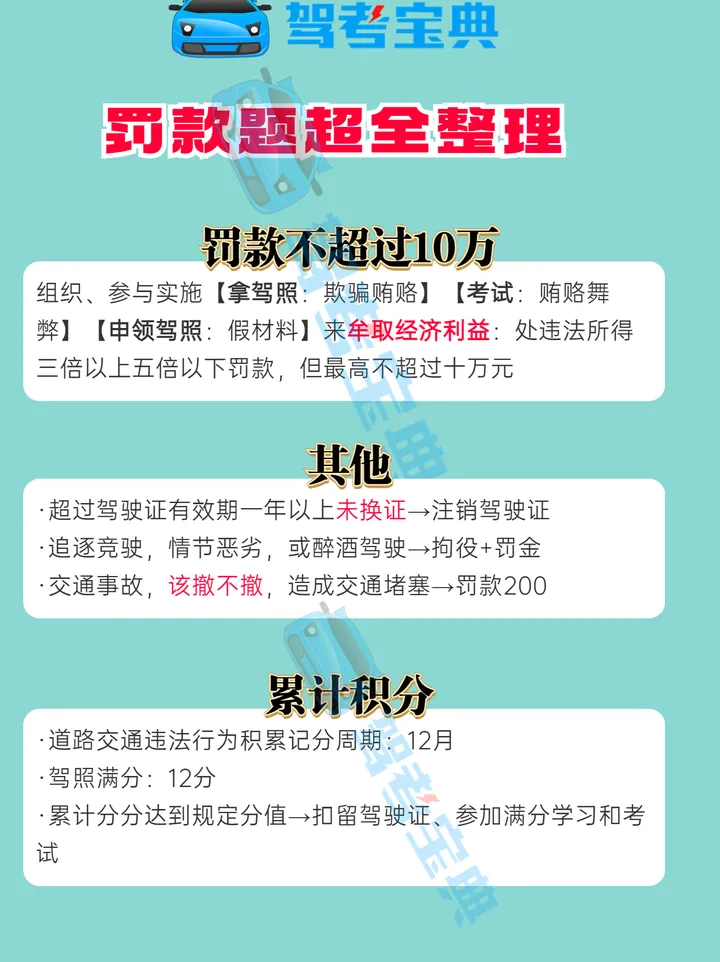 驾考宝典
罚款题超全整理
罚款不超过10万
组织、参与实施【拿驾照：欺骗贿赂】【考试：贿赂舞
弊】【申领驾照：假材料】来牟取经济利益：处违法所得
三倍以上五倍以下罚款，但最高不超过十万元
其他
·超过驾驶证有效期一年以上未换证→注销驾驶证
·追逐竞驶，情节恶劣，或醉酒驾驶→拘役+罚金
·交通事故，该撤不撤，造成交通堵塞→罚款200
累计积分
·道路交通违法行为积累记分周期：12月
·驾照满分：12分
·累计分分达到规定分值→扣留驾驶证、参加满分学习和考
试
驾考宝典
驾考宝典